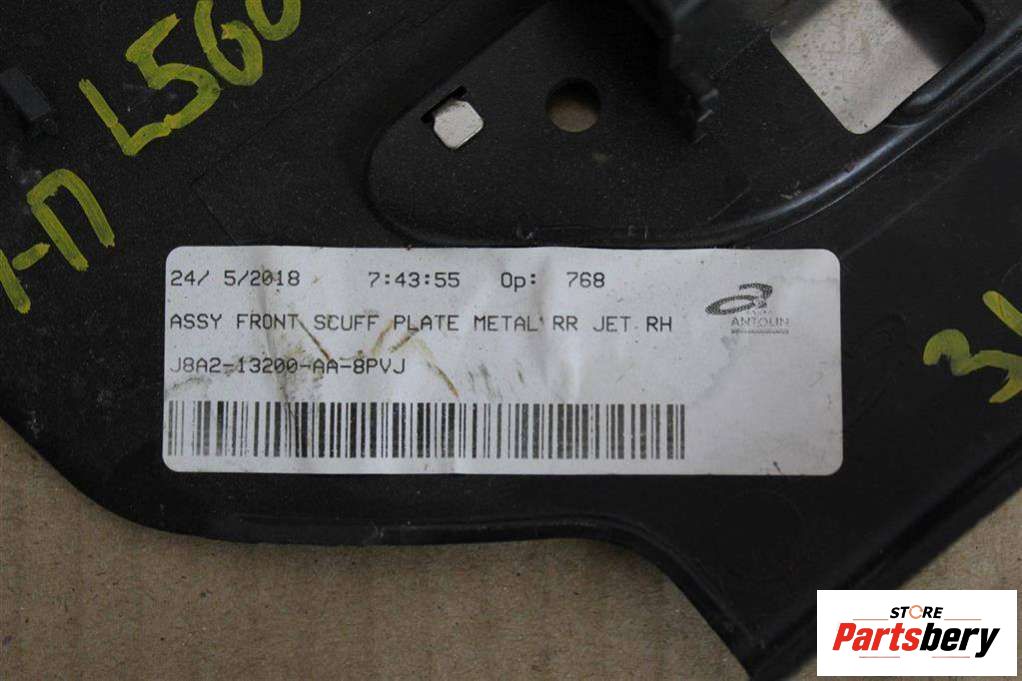 L560
24/ 5/2018 7:43:55 Op: 768
ASSY FRONT SCUFF PLATE METAL RR JET RH
J8A2-13200-AA-8PVJ
ANTOLIN
STORE
Partsbery